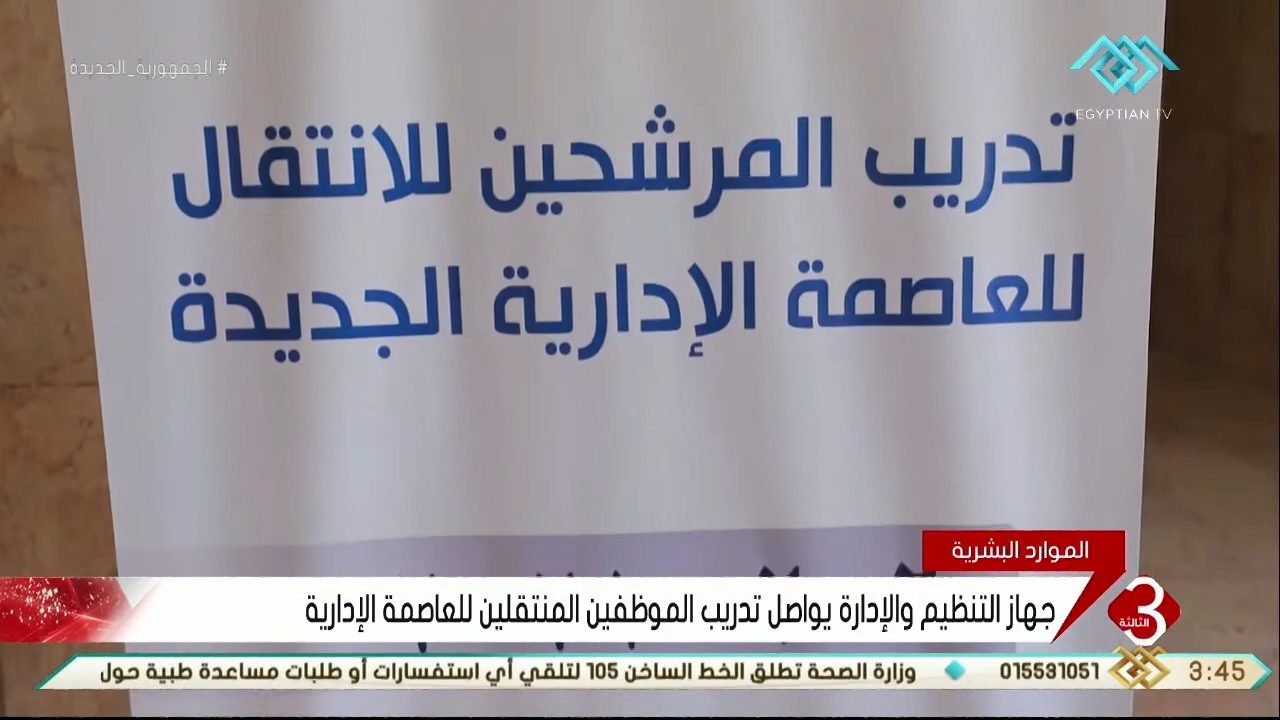 #الجمهورية_الجديدة
EGYPTIAN TV
تدريب المرشحين للانتقال
للعاصمة الإدارية الجديدة
الموارد البشرية
جهاز التنظيم والإدارة يواصل تدريب الموظفين المنتقلين للعاصمة الإدارية
3 الثالثة
3:45
015531051 وزارة الصحة تطلق الخط الساخن 105 لتلقي أي استفسارات أو طلبات مساعدة طبية حول